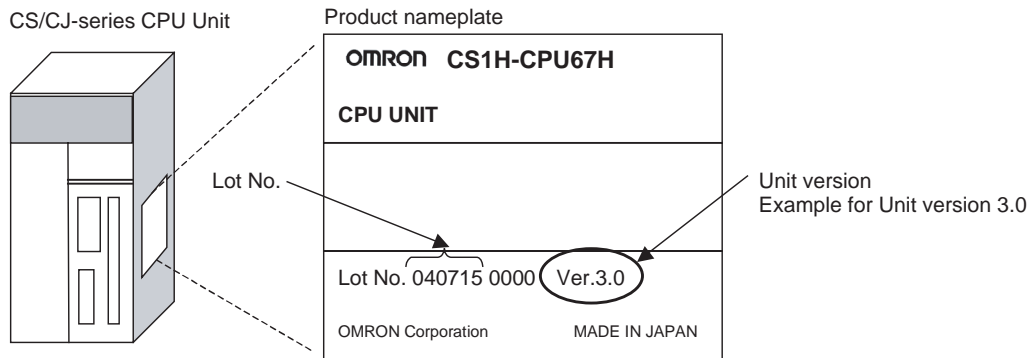 CS/CJ-series CPU Unit
Product nameplate
OMRON CS1H-CPU67H
CPU UNIT
Lot No.
Unit version
Example for Unit version 3.0
Lot No. 040715 0000 Ver.3.0
OMRON Corporation MADE IN JAPAN